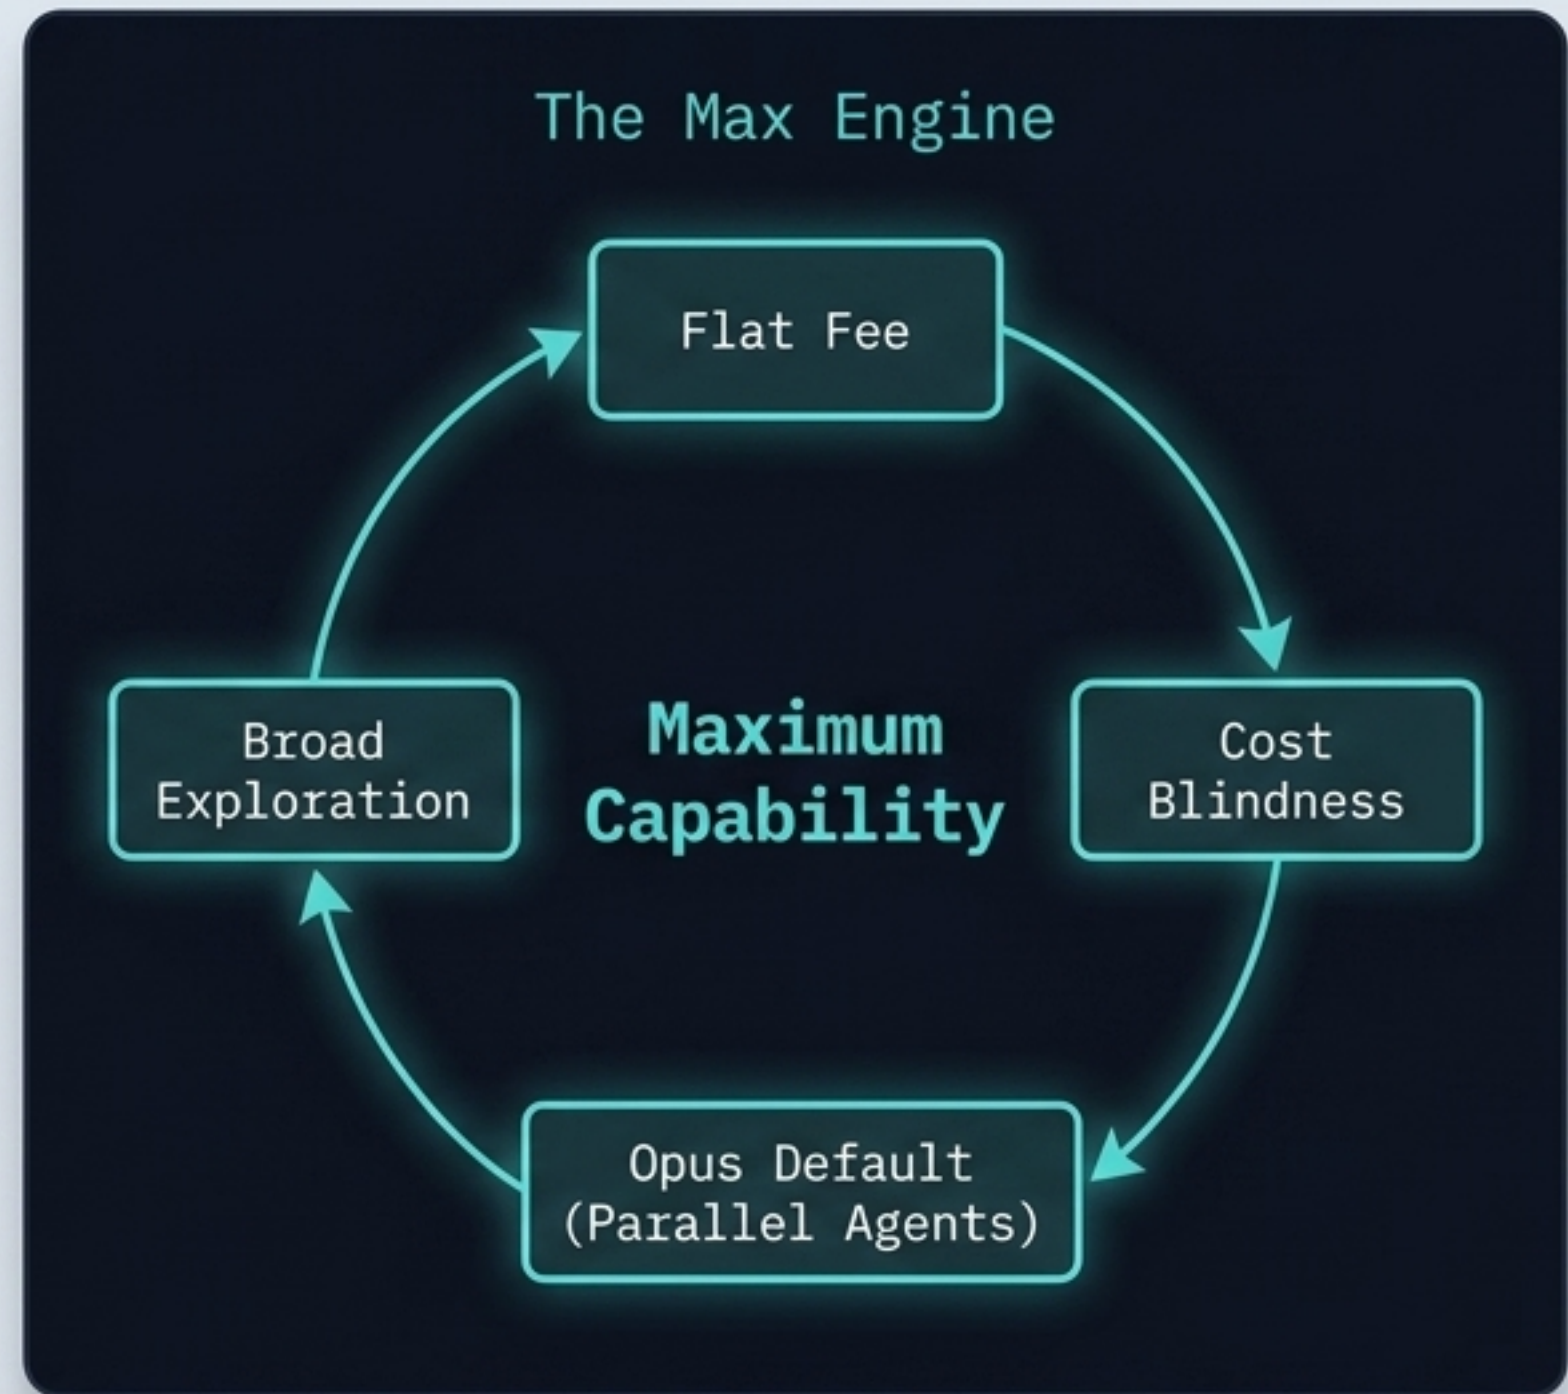 The Max Engine
Flat Fee
Broad
Exploration
Maximum
Capability
Cost
Blindness
Opus Default
(Parallel Agents)